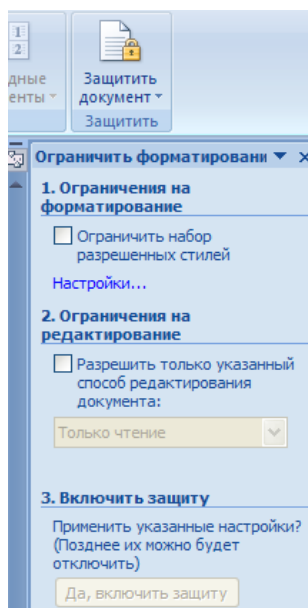 1
2
дные
енты
Защитить
документ
Защитить
Ограничить форматировани
1. Ограничения на
форматирование
Ограничить набор
разрешенных стилей
Настройки...
2. Ограничения на
редактирование
Разрешить только указанный
способ редактирования
документа:
Только чтение
3. Включить защиту
Применить указанные настройки?
(Позднее их можно будет
отключить)
Да, включить защиту